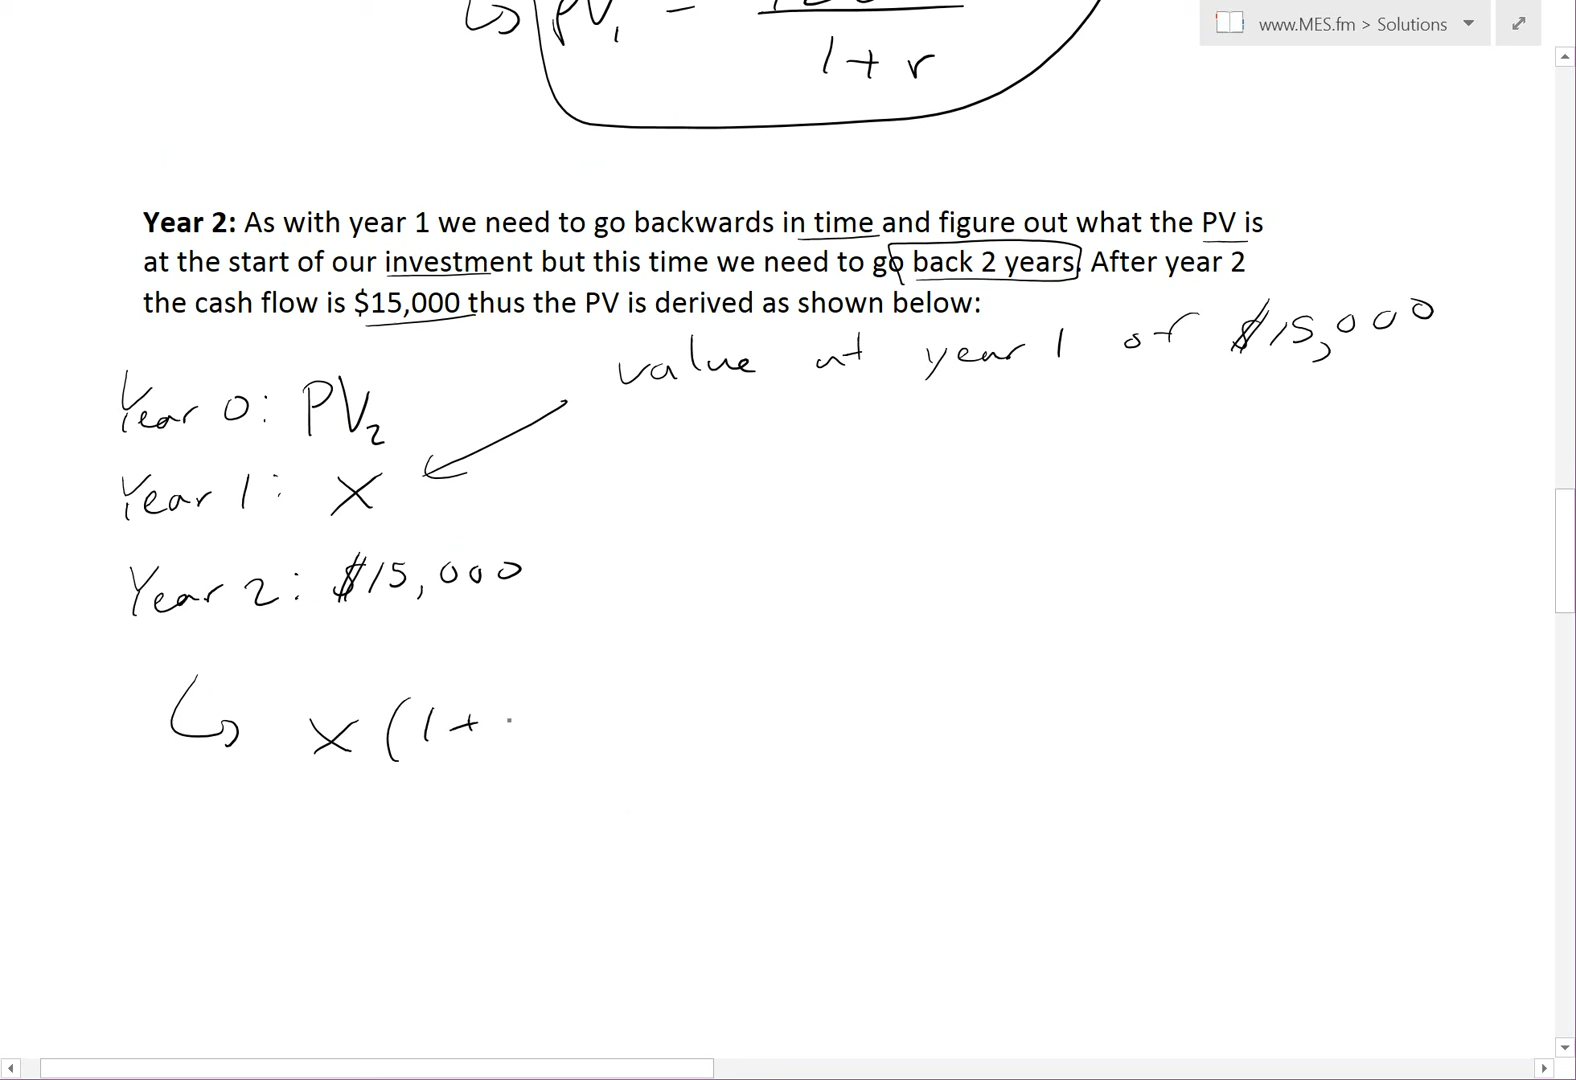 www.MES.fm > Solutions
↳ PV₁ =
1 + r
Year 2: As with year 1 we need to go backwards in time and figure out what the PV is
at the start of our investment but this time we need to go back 2 years. After year 2
the cash flow is $15,000 thus the PV is derived as shown below:
value at year 1 of $15,000
Year 0: PV₂
Year 1: X
Year 2: $15,000
↳ X (1 +